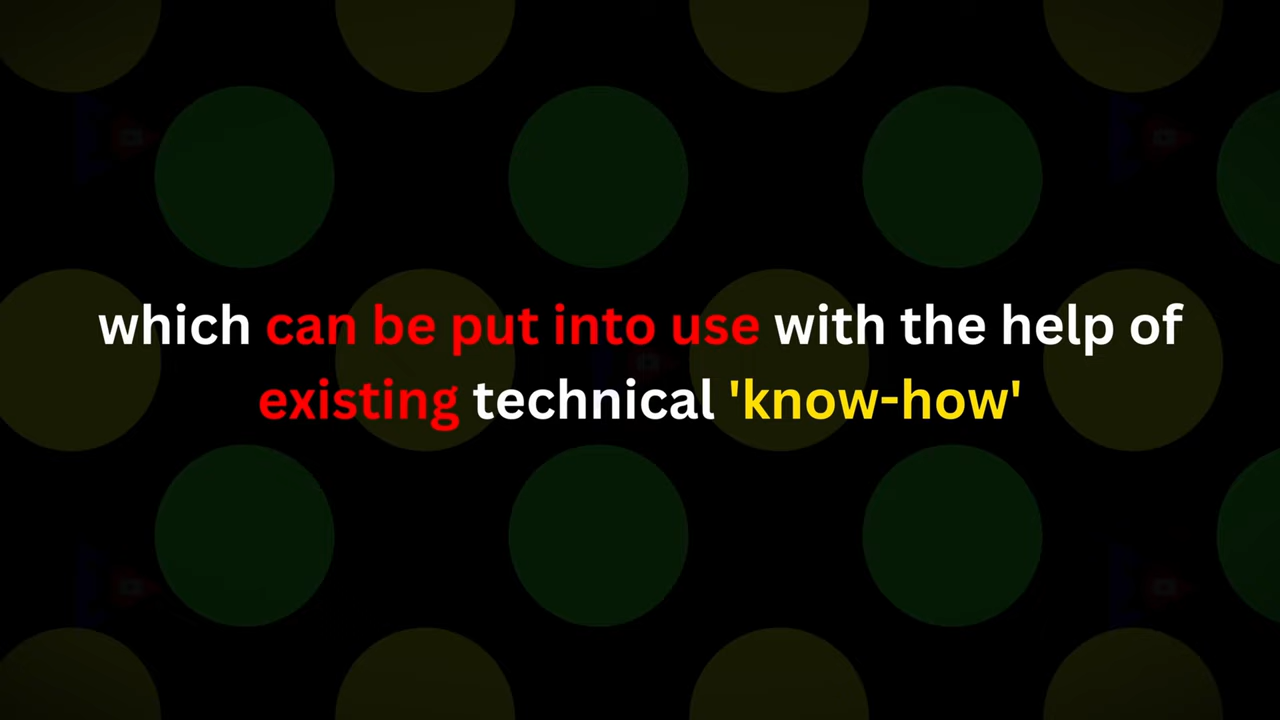 which can be put into use with the help of
existing technical 'know-how'